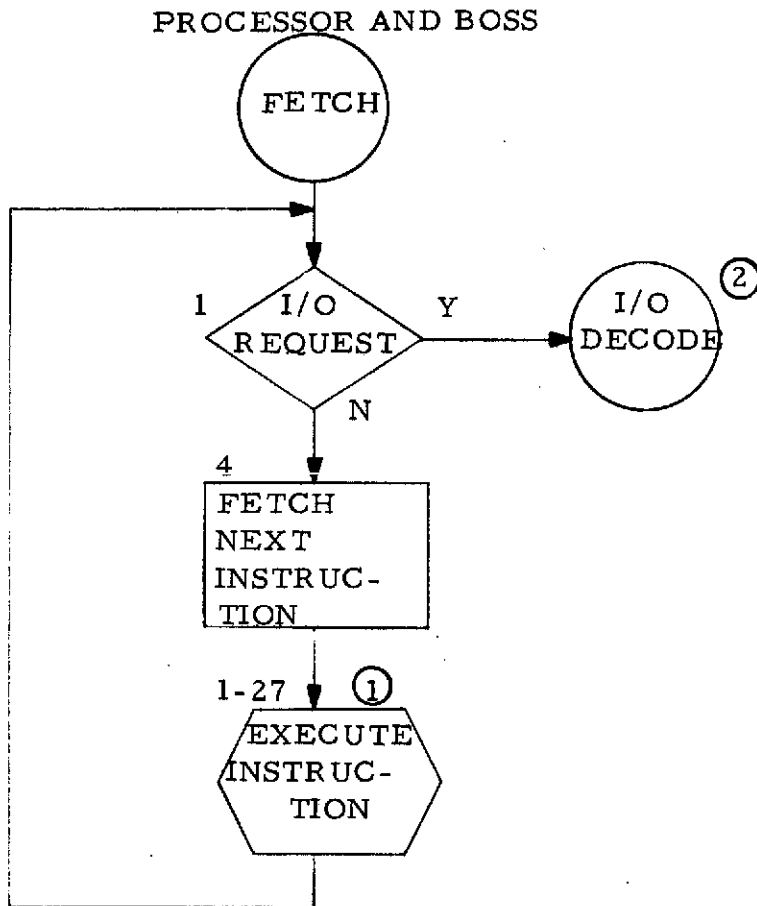 PROCESSOR AND BOSS
FETCH
1
I/O
REQUEST
Y
I/O
DECODE
2
N
4
FETCH
NEXT
INSTRUC-
TION
1-27
1
EXECUTE
INSTRUC-
TION